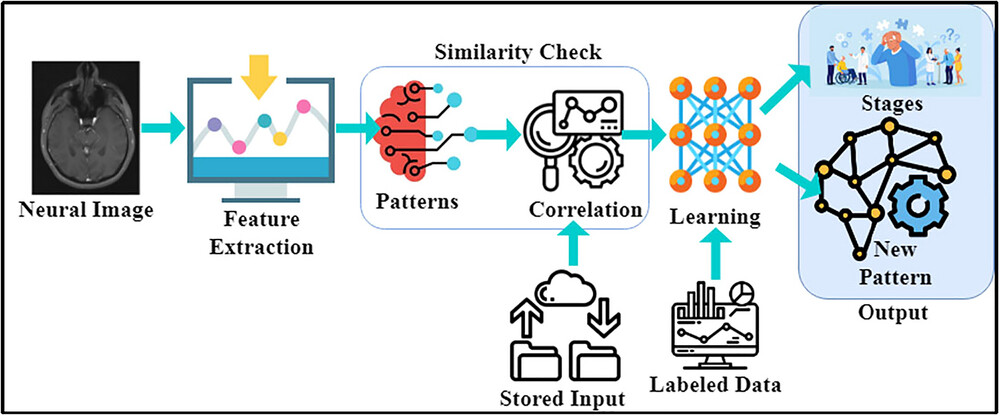 Similarity Check
Neural Image
Feature
Extraction
Patterns
Correlation
Learning
Stages
New
Pattern
Output
Stored Input
Labeled Data